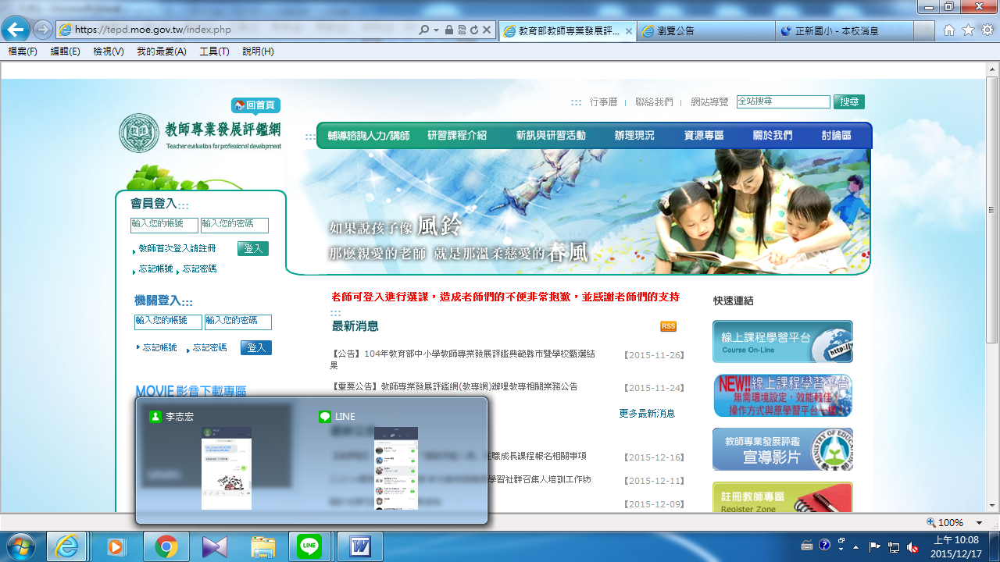 https://tepd.moe.gov.tw/index.php
教育部教師專業發展評...
瀏覽公告
正新國小 - 本校消息
檔案(F) 編輯(E) 檢視(V) 我的最愛(A) 工具(T) 說明(H)
回首頁
教師專業發展評鑑網
Teacher evaluation for professional development
行事曆 | 聯絡我們 | 網站導覽
全站搜尋
搜尋
輔導諮詢人力/講師 研習課程介紹 新訊與研習活動 辦理現況 資源專區 關於我們 討論區
如果說孩子像 風鈴
那麼親愛的老師 就是那溫柔慈愛的春風
會員登入
輸入您的帳號 輸入您的密碼
教師首次登入請註冊
登入
忘記帳號 忘記密碼
機關登入
輸入您的帳號 輸入您的密碼
忘記帳號 忘記密碼
登入
MOVIE 影音下載專區
老師可登入進行選課，造成老師們的不便非常抱歉，並感謝老師們的支持
最新消息
RSS
【公告】104年教育部中小學教師專業發展評鑑典範縣市暨學校甄選結果
【2015-11-26】
【重要公告】教師專業發展評鑑網(教專網)辦理教專相關業務公告
【2015-11-24】
更多最新消息
成長課程報名相關事項
【2015-12-16】
學習社群召集人培訓工作坊
【2015-12-11】
【2015-12-09】
快速連結
線上課程學習平台
Course On-Line
http://
NEW!!線上課程學習平台
無需環境設定，效能較佳！
操作方式與原學習平台一樣！
教師專業發展評鑑
宣導影片
MINISTRY OF EDUCA
註冊教師專區
Register Zone
李志宏
LINE
100%
LINE
上午 10:08
2015/12/17